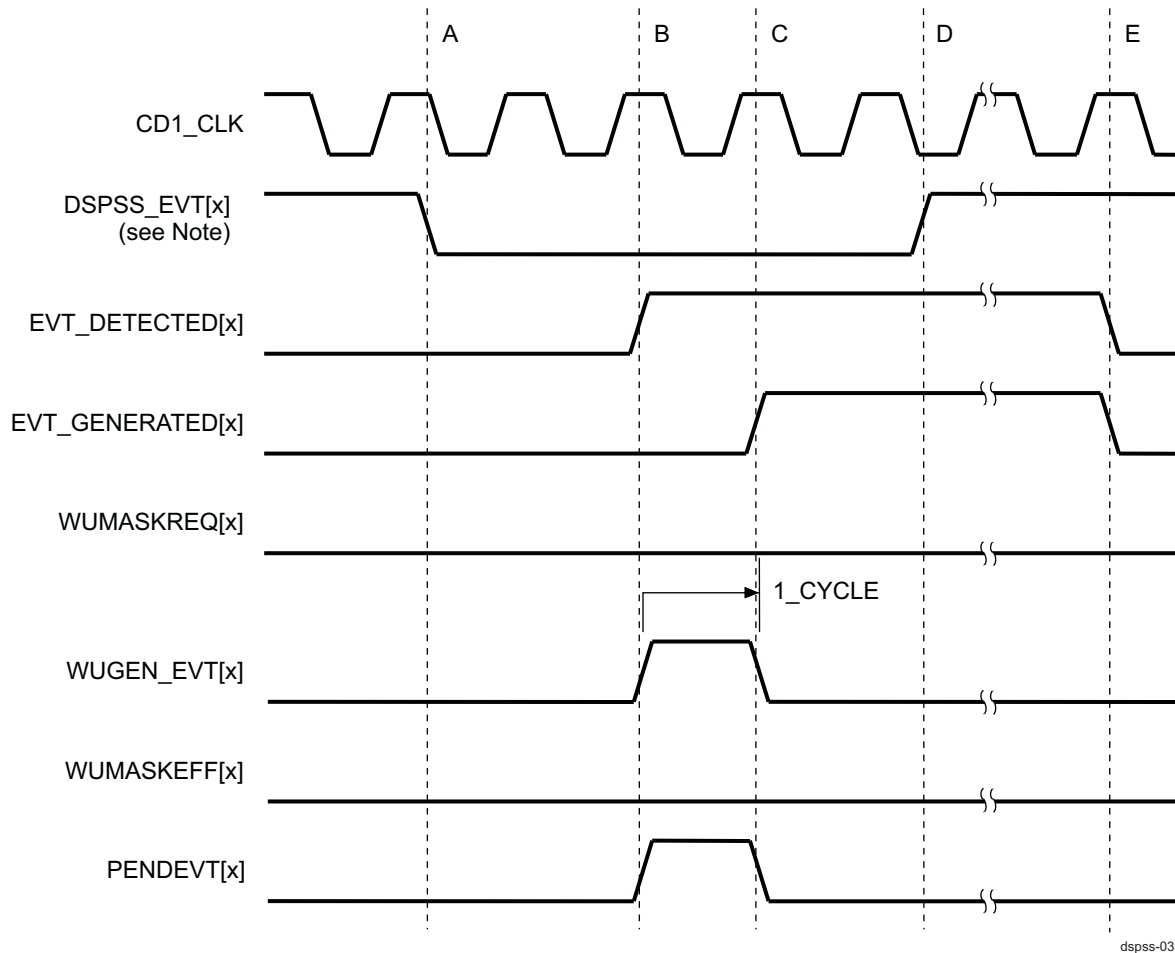 A B C D E
CD1_CLK
DSPSS_EVT[x]
(see Note)
EVT_DETECTED[x]
EVT_GENERATED[x]
WUMASKREQ[x]
1_CYCLE
WUGEN_EVT[x]
WUMASKEFF[x]
PENDEVT[x]
dspss-03